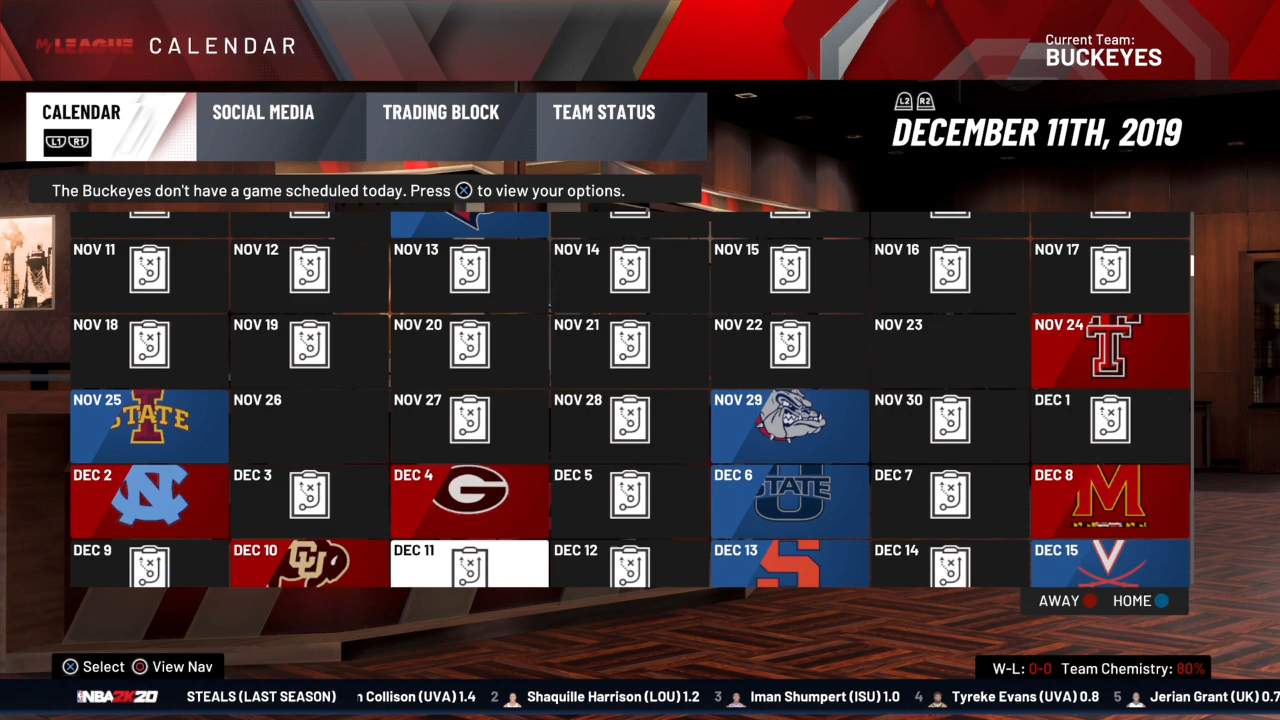 MyLEAGUE CALENDAR
Current Team:
BUCKEYES
CALENDAR
L1 R1
SOCIAL MEDIA
TRADING BLOCK
TEAM STATUS
L2 R2
DECEMBER 11TH, 2019
The Buckeyes don't have a game scheduled today. Press to view your options.
NOV 11 NOV 12 NOV 13 NOV 14 NOV 15 NOV 16 NOV 17
NOV 18 NOV 19 NOV 20 NOV 21 NOV 22 NOV 23 NOV 24
T
NOV 25 NOV 26 NOV 27 NOV 28 NOV 29 NOV 30 DEC 1
I STATE
DEC 2 DEC 3 DEC 4 DEC 5 DEC 6 DEC 7 DEC 8
NC G U STATE M
DEC 9 DEC 10 DEC 11 DEC 12 DEC 13 DEC 14 DEC 15
CU S V
AWAY HOME
Select View Nav
W-L: 0-0 Team Chemistry: 80%
NBA2K20 STEALS (LAST SEASON) Collison (UVA) 1.4 2 Shaquille Harrison (LOU) 1.2 3 Iman Shumpert (ISU) 1.0 4 Tyreke Evans (UVA) 0.8 5 Jerian Grant (UK) 0.7